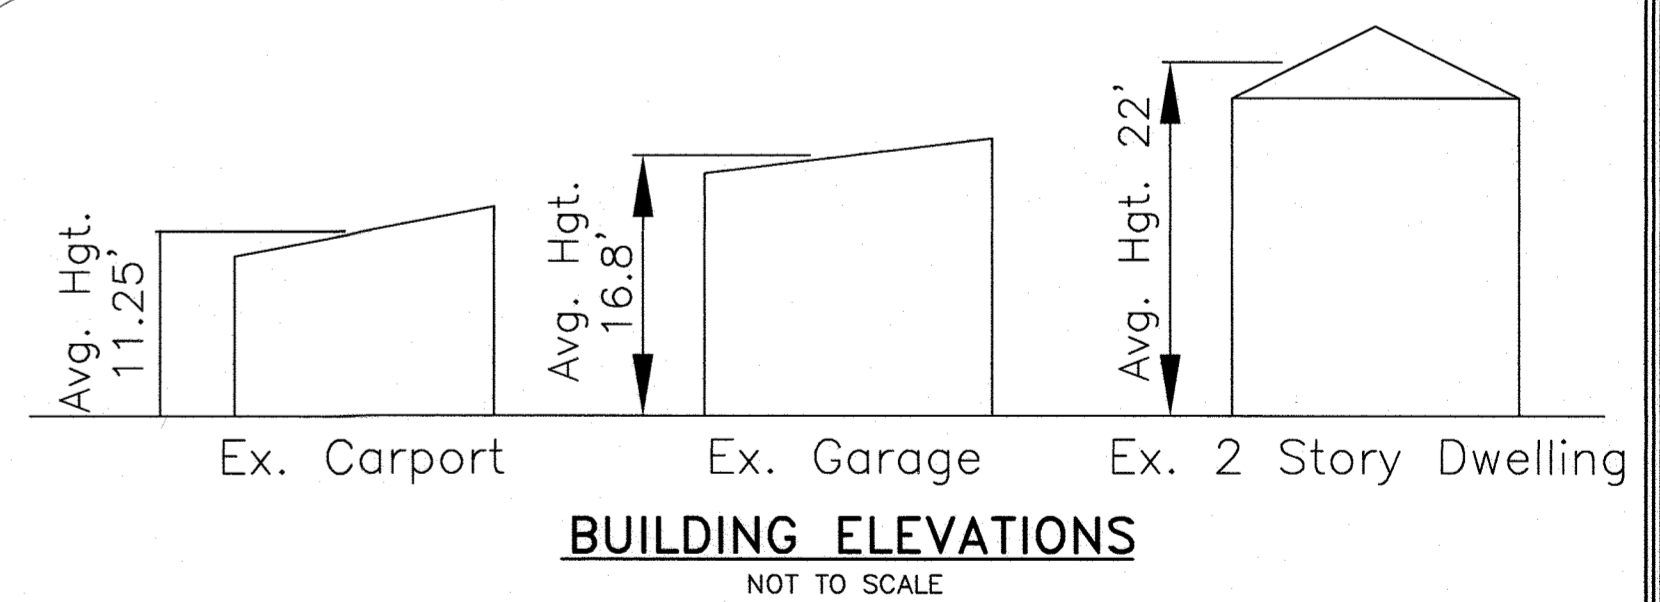 Avg. Hgt.
11.25'
Avg. Hgt.
16.8'
Avg. Hgt. 22'
Ex. Carport
Ex. Garage
Ex. 2 Story Dwelling
BUILDING ELEVATIONS
NOT TO SCALE